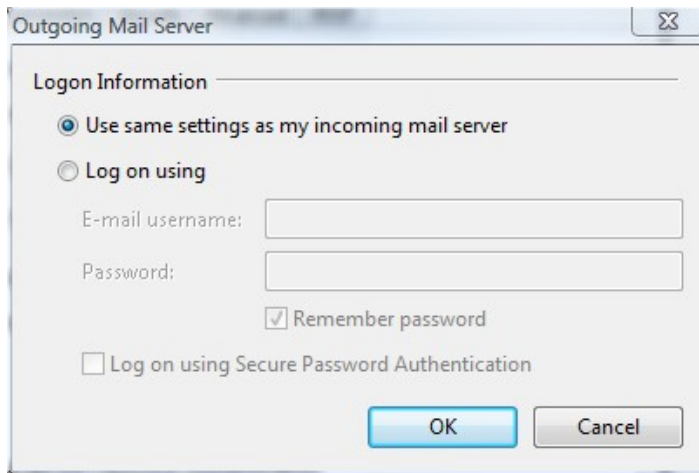 Outgoing Mail Server
Logon Information
Use same settings as my incoming mail server
Log on using
E-mail username:
Password:
Remember password
Log on using Secure Password Authentication
OK
Cancel